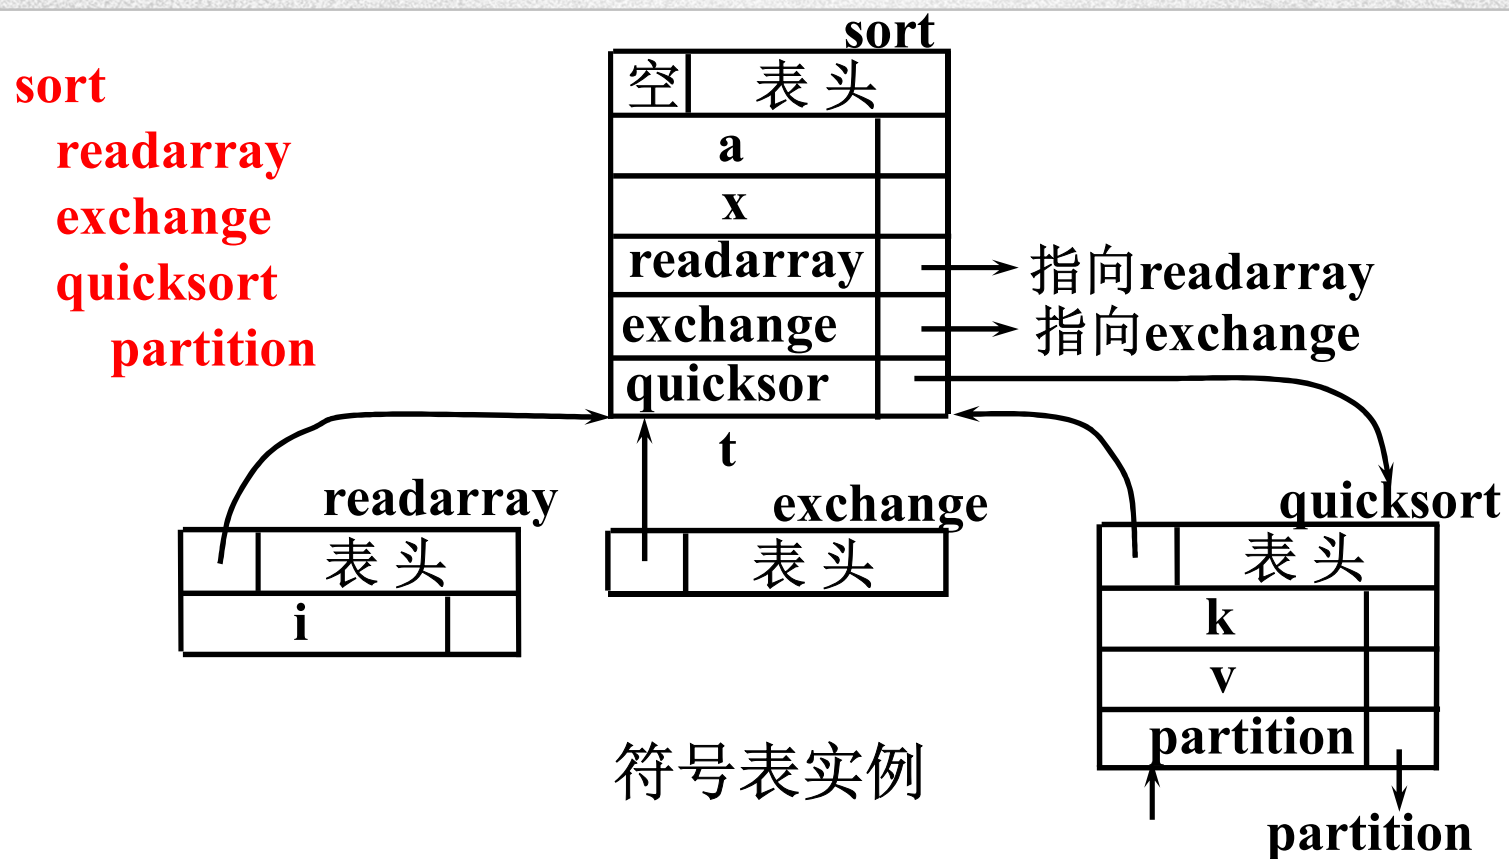 sort
readarray
exchange
quicksort
partition
sort
空 表 头
a
x
readarray
指向readarray
exchange
指向exchange
quicksor
t
readarray
表 头
i
exchange
表 头
quicksort
表 头
k
v
partition
partition
符号表实例